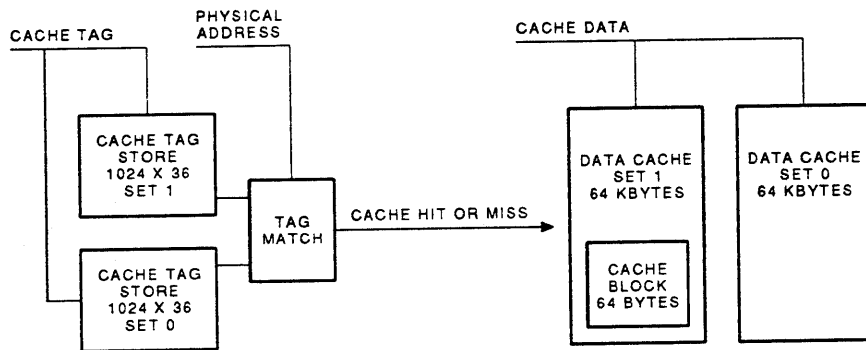 CACHE TAG
PHYSICAL
ADDRESS
CACHE DATA
CACHE TAG
STORE
1024 X 36
SET 1
TAG
MATCH
CACHE HIT OR MISS
CACHE TAG
STORE
1024 X 36
SET 0
DATA CACHE
SET 1
64 KBYTES
CACHE
BLOCK
64 BYTES
DATA CACHE
SET 0
64 KBYTES